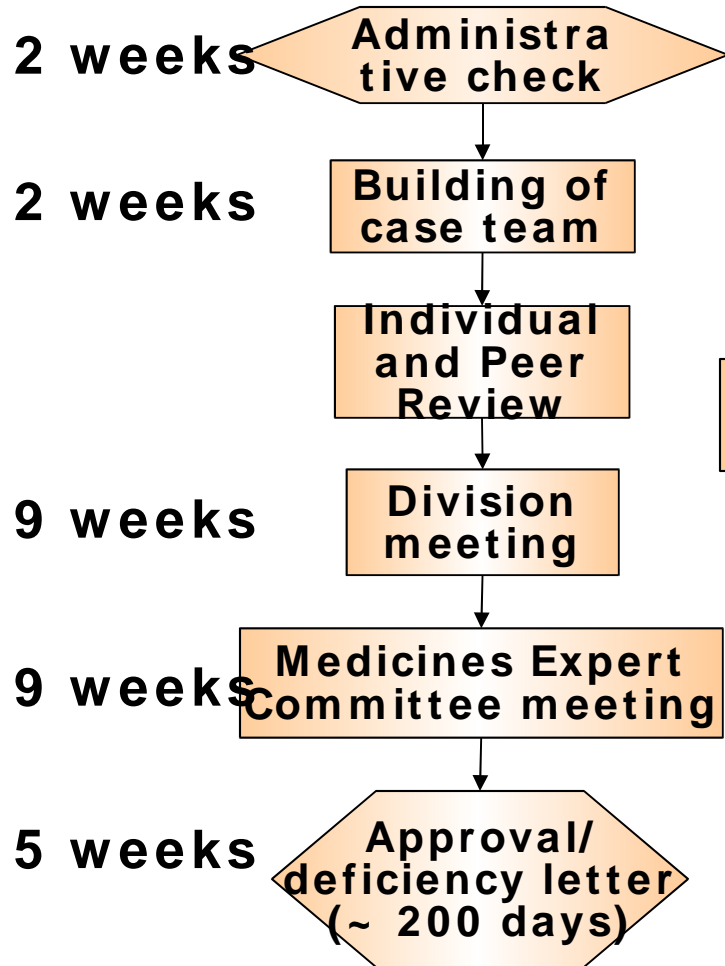 2 weeks
Administra
tive check
2 weeks
Building of
case team
Individual
and Peer
Review
9 weeks
Division
meeting
9 weeks
Medicines Expert
Committee meeting
5 weeks
Approval/
deficiency letter
(~ 200 days)